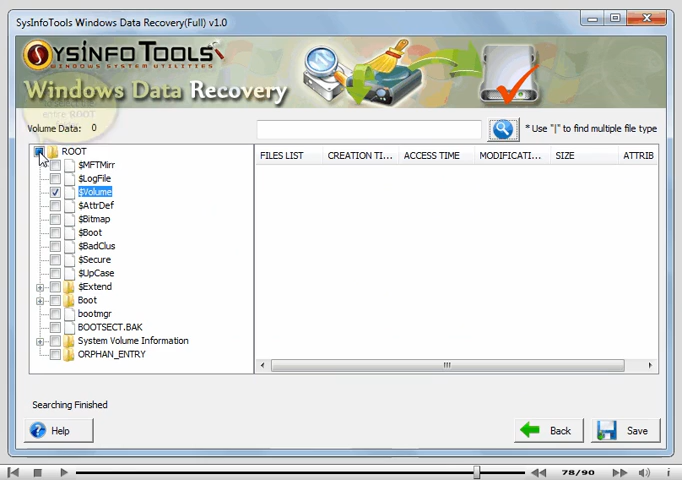 SysInfoTools Windows Data Recovery(Full) v1.0
SYSINFOTOOLS
WINDOWS SYSTEM UTILITIES
Windows Data Recovery
entire ROOT
Volume Data: 0
* Use "|" to find multiple file type
ROOT
$MFTMirr
$LogFile
$Volume
$AttrDef
$Bitmap
$Boot
$BadClus
$Secure
$UpCase
$Extend
Boot
bootmgr
BOOTSECT.BAK
System Volume Information
ORPHAN_ENTRY
FILES LIST CREATION TI... ACCESS TIME MODIFICATI... SIZE ATTRIB
Searching Finished
Help
Back
Save
78/90